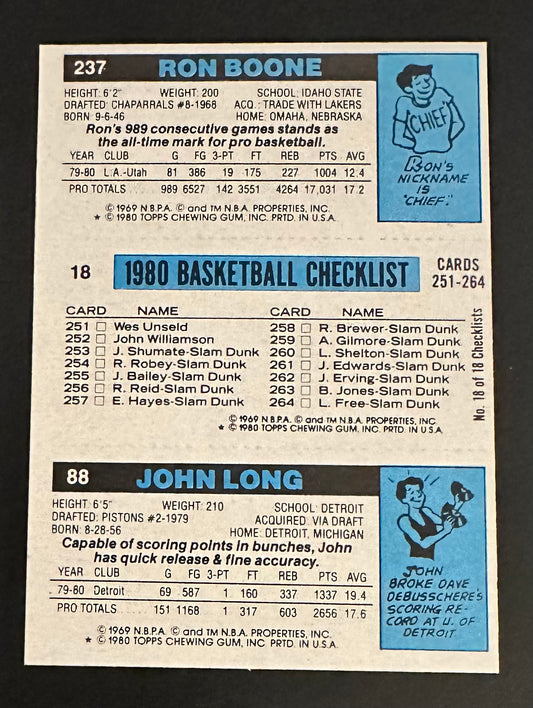 237 RON BOONE
HEIGHT: 6'2" WEIGHT: 200 SCHOOL: IDAHO STATE
DRAFTED: CHAPARRALS #8-1968 ACQ.: TRADE WITH LAKERS
BORN: 9-6-46 HOME: OMAHA, NEBRASKA
Ron's 989 consecutive games stands as
the all-time mark for pro basketball.
YEAR CLUB G FG 3-PT FT REB PTS AVG
79-80 L.A.-Utah 81 386 19 175 227 1004 12.4
PRO TOTALS 989 6527 142 3551 4264 17,031 17.2
© 1969 N.B.P.A. © and TM N.B.A. PROPERTIES, INC.
★ © 1980 TOPPS CHEWING GUM, INC. PRTD. IN U.S.A.
CHIEF
RON'S
NICKNAME
IS
"CHIEF."
18 1980 BASKETBALL CHECKLIST CARDS
251-264
CARD NAME
251 □ Wes Unseld
252 □ John Williamson
253 □ J. Shumate-Slam Dunk
254 □ R. Robey-Slam Dunk
255 □ J. Bailey-Slam Dunk
256 □ R. Reid-Slam Dunk
257 □ E. Hayes-Slam Dunk
CARD NAME
258 □ R. Brewer-Slam Dunk
259 □ A. Gilmore-Slam Dunk
260 □ L. Shelton-Slam Dunk
261 □ J. Edwards-Slam Dunk
262 □ J. Erving-Slam Dunk
263 □ B. Jones-Slam Dunk
264 □ L. Free-Slam Dunk
© 1969 N.B.P.A. © and TM N.B.A. PROPERTIES, INC.
★ © 1980 TOPPS CHEWING GUM, INC. PRTD. IN U.S.A.
No. 18 of 18 Checklists
88 JOHN LONG
HEIGHT: 6'5" WEIGHT: 210 SCHOOL: DETROIT
DRAFTED: PISTONS #2-1979 ACQUIRED: VIA DRAFT
BORN: 8-28-56 HOME: DETROIT, MICHIGAN
Capable of scoring points in bunches, John
has quick release & fine accuracy.
YEAR CLUB G FG 3-PT FT REB PTS AVG
79-80 Detroit 69 587 1 160 337 1337 19.4
PRO TOTALS 151 1168 1 317 603 2656 17.6
© 1969 N.B.P.A. © and TM N.B.A. PROPERTIES, INC.
★ © 1980 TOPPS CHEWING GUM, INC. PRTD. IN U.S.A.
JOHN
BROKE DAVE
DEBUSSCHERE'S
SCORING RE-
CORD AT U. OF
DETROIT